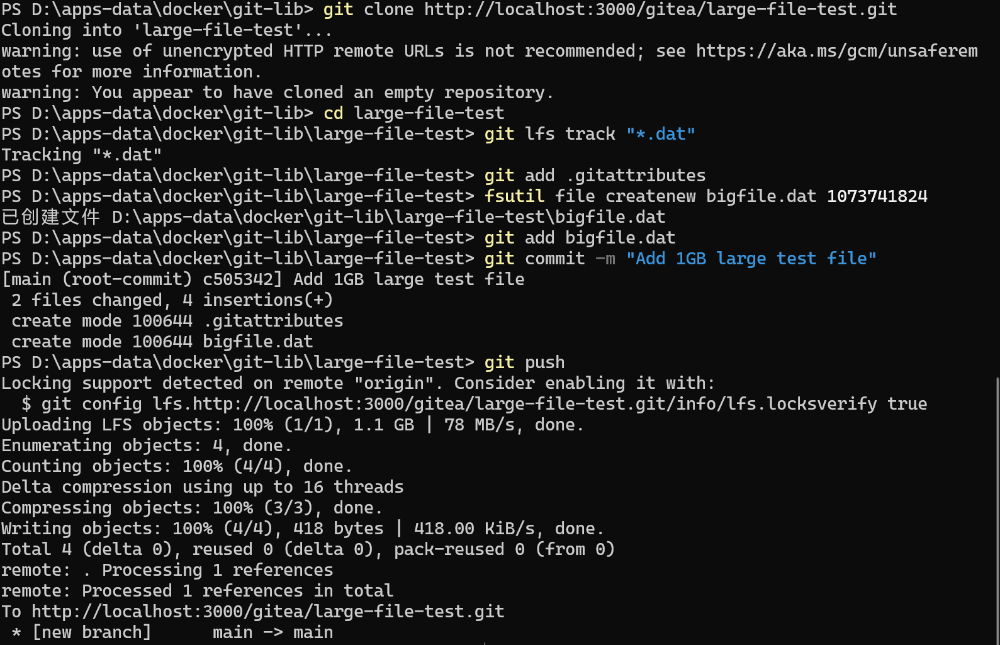 PS D:\apps-data\docker\git-lib> git clone http://localhost:3000/gitea/large-file-test.git
Cloning into 'large-file-test'...
warning: use of unencrypted HTTP remote URLs is not recommended; see https://aka.ms/gcm/unsaferem
otes for more information.
warning: You appear to have cloned an empty repository.
PS D:\apps-data\docker\git-lib> cd large-file-test
PS D:\apps-data\docker\git-lib\large-file-test> git lfs track "*.dat"
Tracking "*.dat"
PS D:\apps-data\docker\git-lib\large-file-test> git add .gitattributes
PS D:\apps-data\docker\git-lib\large-file-test> fsutil file createnew bigfile.dat 1073741824
已创建文件 D:\apps-data\docker\git-lib\large-file-test\bigfile.dat
PS D:\apps-data\docker\git-lib\large-file-test> git add bigfile.dat
PS D:\apps-data\docker\git-lib\large-file-test> git commit -m "Add 1GB large test file"
[main (root-commit) c505342] Add 1GB large test file
 2 files changed, 4 insertions(+)
 create mode 100644 .gitattributes
 create mode 100644 bigfile.dat
PS D:\apps-data\docker\git-lib\large-file-test> git push
Locking support detected on remote "origin". Consider enabling it with:
  $ git config lfs.http://localhost:3000/gitea/large-file-test.git/info/lfs.locksverify true
Uploading LFS objects: 100% (1/1), 1.1 GB | 78 MB/s, done.
Enumerating objects: 4, done.
Counting objects: 100% (4/4), done.
Delta compression using up to 16 threads
Compressing objects: 100% (3/3), done.
Writing objects: 100% (4/4), 418 bytes | 418.00 KiB/s, done.
Total 4 (delta 0), reused 0 (delta 0), pack-reused 0 (from 0)
remote: . Processing 1 references
remote: Processed 1 references in total
To http://localhost:3000/gitea/large-file-test.git
 * [new branch]      main -> main